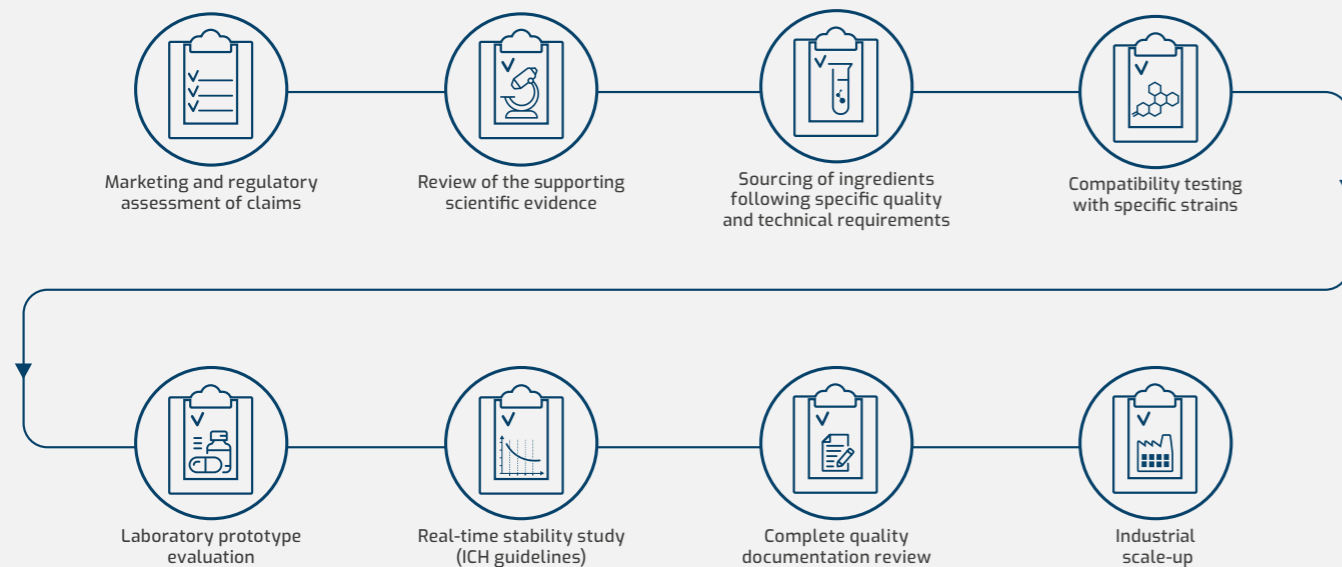 Marketing and regulatory
assessment of claims
Review of the supporting
scientific evidence
Sourcing of ingredients
following specific quality
and technical requirements
Compatibility testing
with specific strains
Laboratory prototype
evaluation
Real-time stability study
(ICH guidelines)
Complete quality
documentation review
Industrial
scale-up